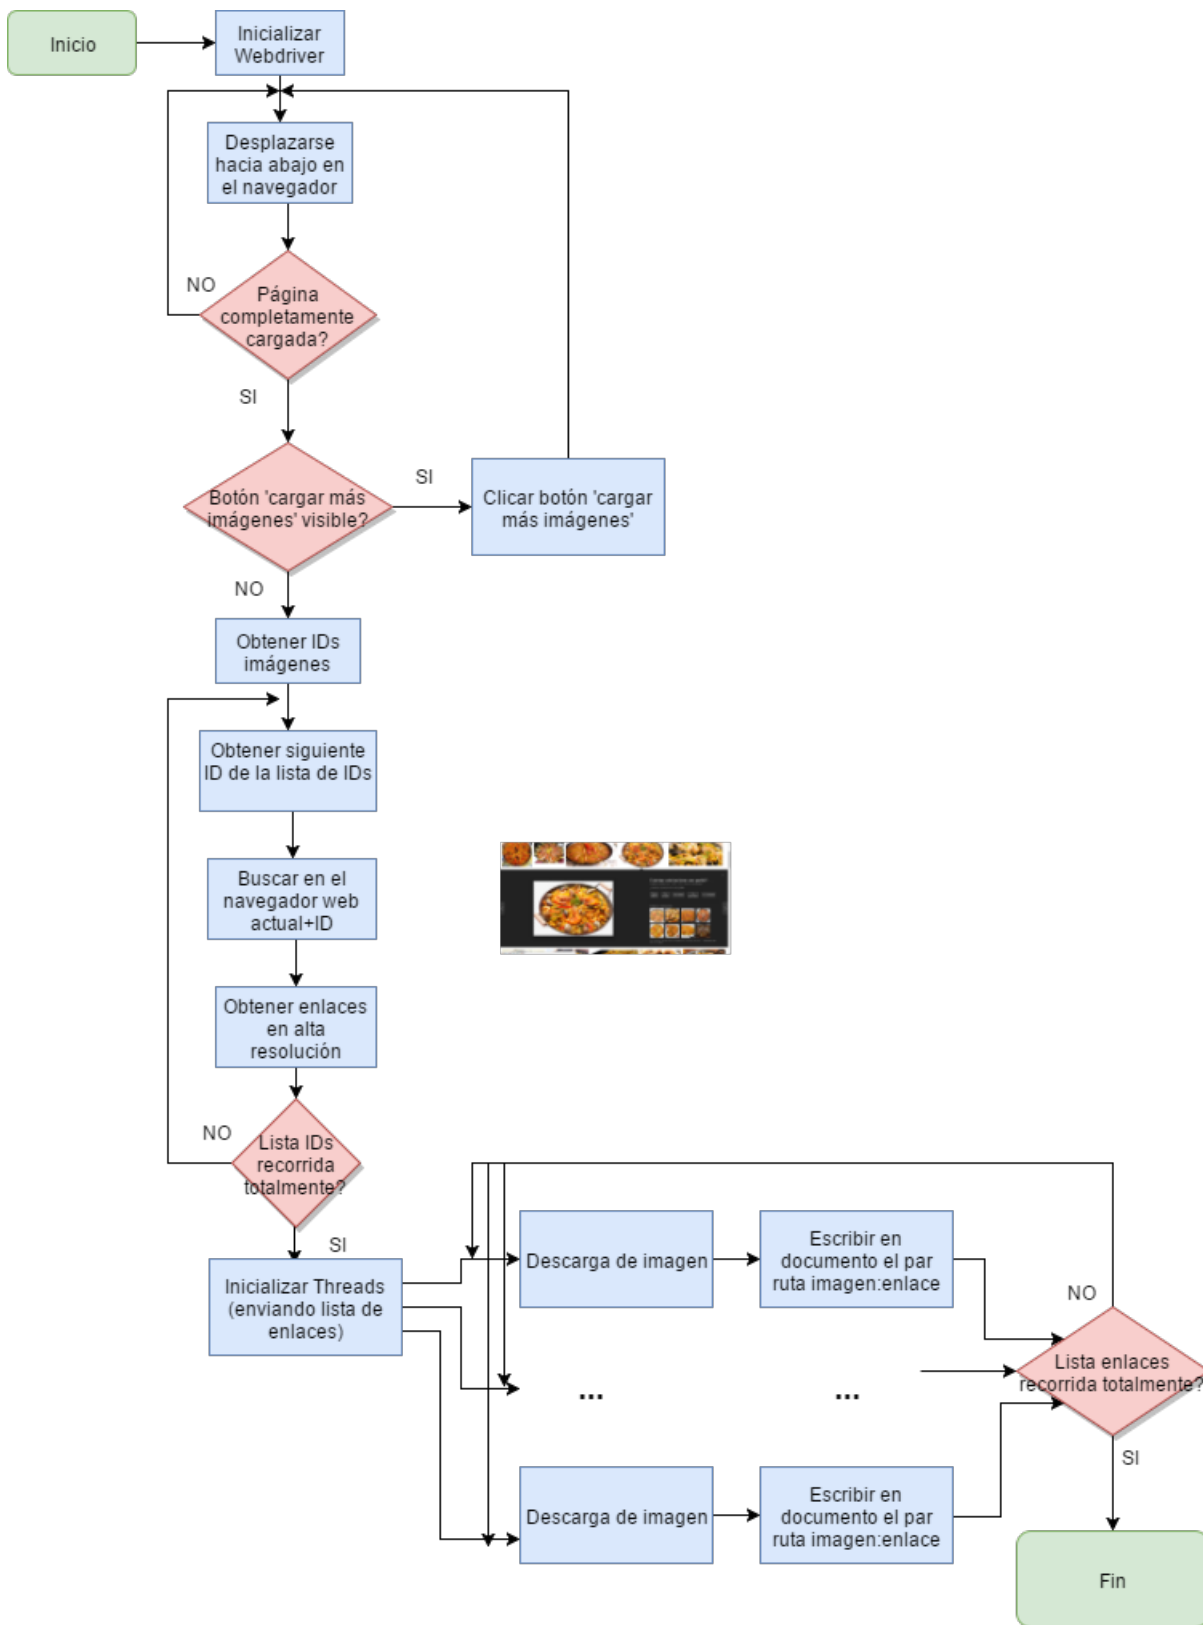 Inicio
Inicializar
Webdriver
Desplazarse
hacia abajo en
el navegador
NO
Página
completamente
cargada?
SI
Botón 'cargar más
imágenes' visible?
SI
Clicar botón 'cargar
más imágenes'
NO
Obtener IDs
imágenes
Obtener siguiente
ID de la lista de IDs
Buscar en el
navegador web
actual+ID
Obtener enlaces
en alta
resolución
NO
Lista IDs
recorrida
totalmente?
SI
Inicializar Threads
(enviando lista de
enlaces)
Descarga de imagen
Escribir en
documento el par
ruta imagen:enlace
...
...
Descarga de imagen
Escribir en
documento el par
ruta imagen:enlace
NO
Lista enlaces
recorrida totalmente?
SI
Fin